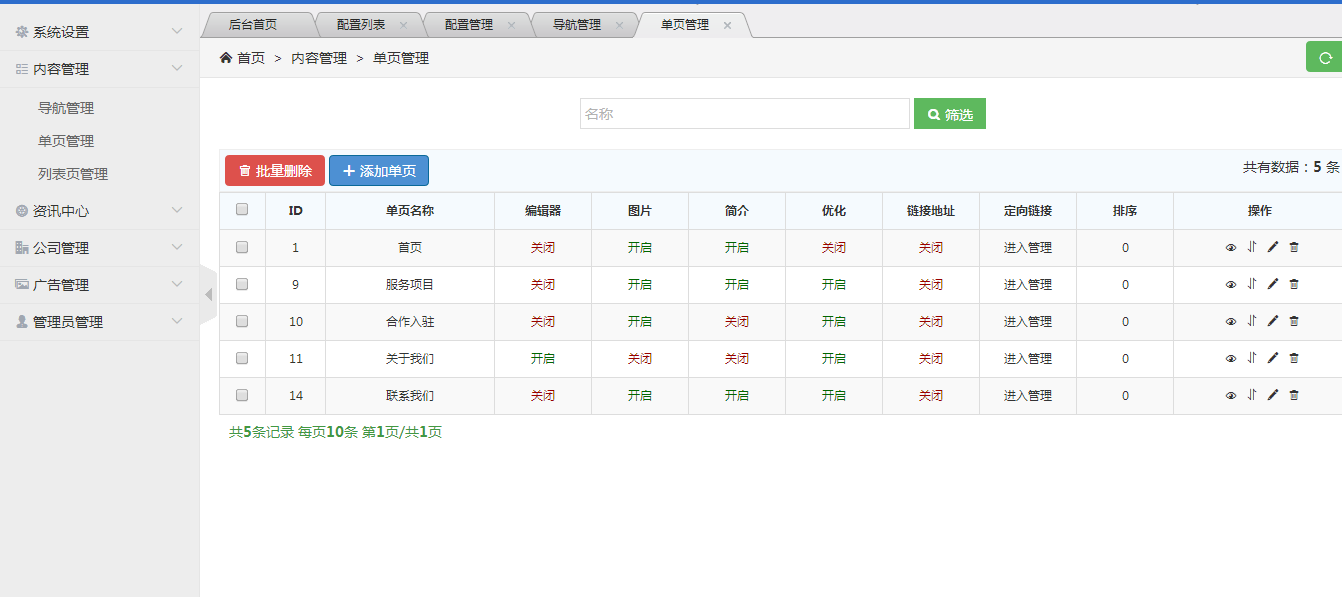 系统设置
内容管理
导航管理
单页管理
列表页管理
资讯中心
公司管理
广告管理
管理员管理
后台首页 配置列表 配置管理 导航管理 单页管理
首页 > 内容管理 > 单页管理
名称 筛选
批量删除 添加单页 共有数据：5 条
ID 单页名称 编辑器 图片 简介 优化 链接地址 定向链接 排序 操作
1 首页 关闭 开启 开启 关闭 关闭 进入管理 0
9 服务项目 关闭 开启 开启 开启 关闭 进入管理 0
10 合作入驻 关闭 开启 关闭 开启 关闭 进入管理 0
11 关于我们 开启 关闭 关闭 开启 关闭 进入管理 0
14 联系我们 关闭 开启 开启 开启 关闭 进入管理 0
共5条记录 每页10条 第1页/共1页